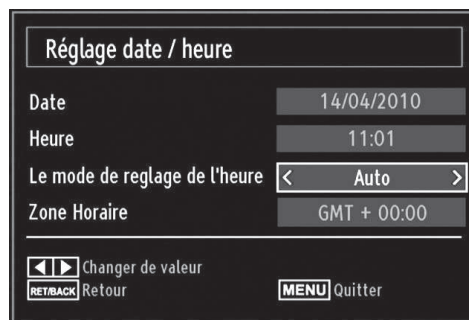 Réglage date / heure
Date 14/04/2010
Heure 11:01
Le mode de reglage de l'heure < Auto >
Zone Horaire GMT + 00:00
◀ ▶ Changer de valeur
RET/BACK Retour MENU Quitter